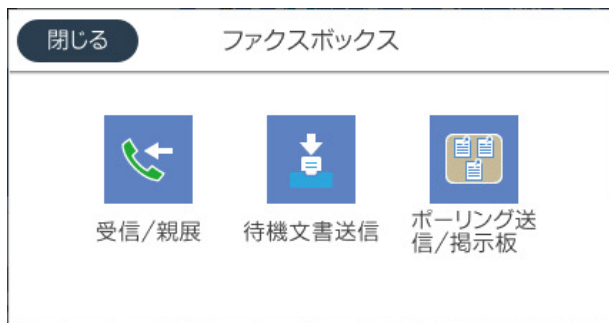 閉じる
ファクスボックス
受信/親展
待機文書送信
ポーリング送
信/掲示板